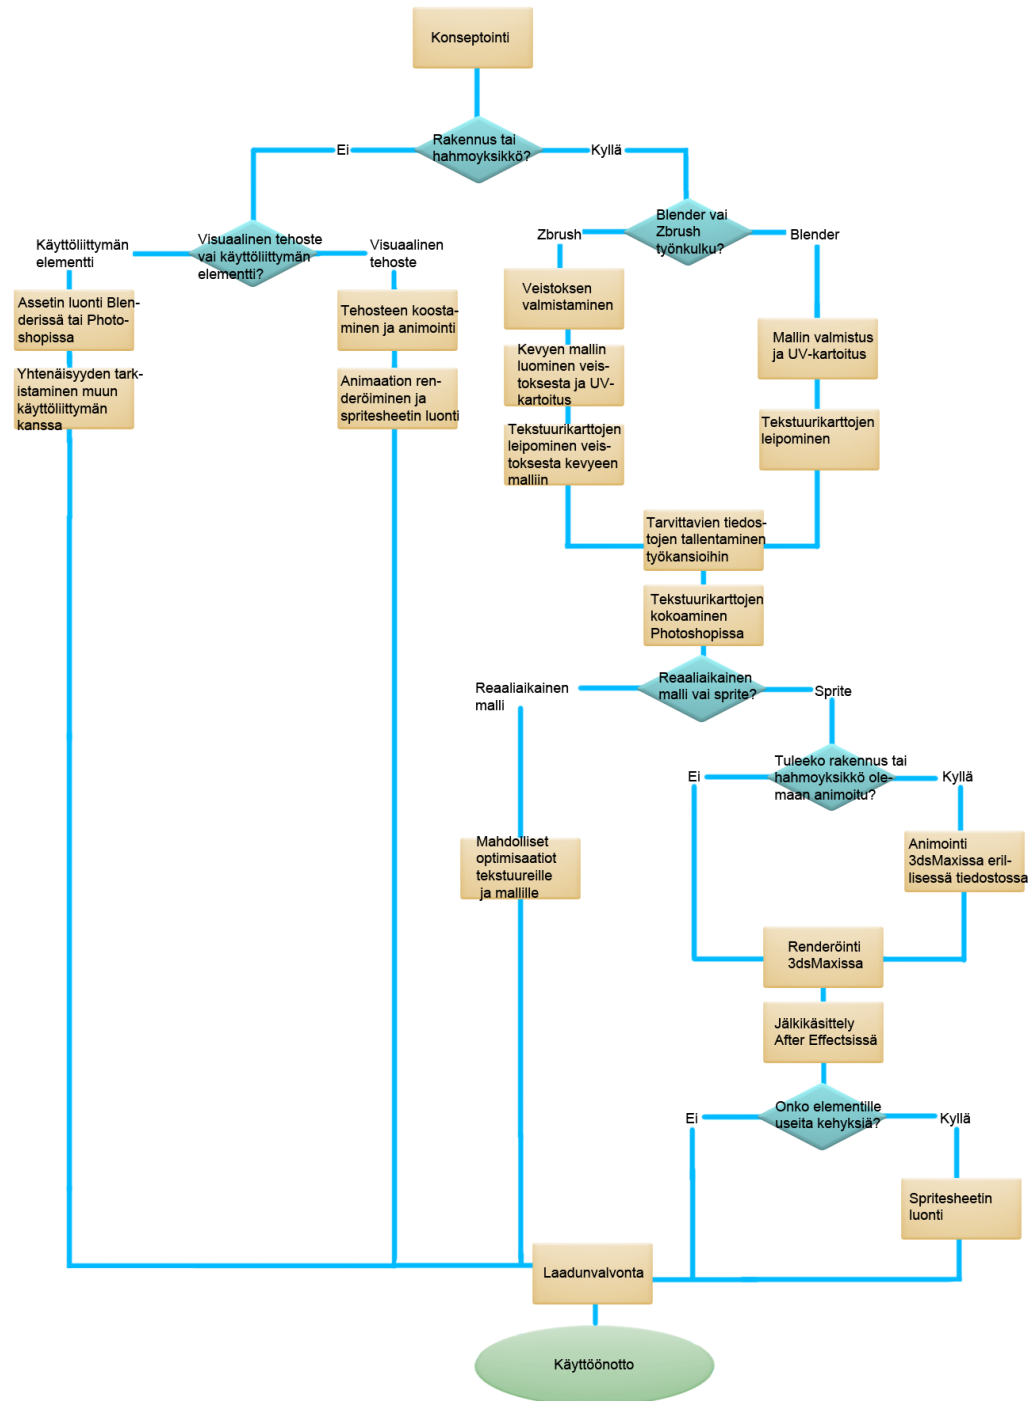 Konseptointi
Rakennus tai
hahmoyksikkö?
Ei
Kyllä
Blender vai
Zbrush
työnkulku?
Zbrush
Blender
Visuaalinen tehoste
vai käyttöliittymän
elementti?
Käyttöliittymän
elementti
Visuaalinen
tehoste
Assetin luonti Blen-
derissä tai Photo-
shopissa
Tehosteen koosta-
minen ja animointi
Veistoksen
valmistaminen
Mallin valmistus
ja UV-kartoitus
Yhtenäisyyden tark-
istaminen muun
käyttöliittymän
kanssa
Animaation ren-
deröiminen ja
spritesheetin luonti
Kevyen mallin
luominen veis-
toksesta ja UV-
kartoitus
Tekstuurikarttojen
leipominen
Tekstuurikarttojen
leipominen veis-
toksesta kevyeen
malliin
Tarvittavien tiedos-
tojen tallentaminen
työkansioihin
Tekstuurikarttojen
kokoaminen
Photoshopissa
Reaaliaikainen
malli vai sprite?
Reaaliaikainen
malli
Sprite
Tuleeko rakennus tai
hahmoyksikkö ole-
maan animoitu?
Ei
Kyllä
Mahdolliset
optimisaatiot
tekstuureille
ja mallille
Animointi
3dsMaxissa eril-
lisessä tiedostossa
Renderöinti
3dsMaxissa
Jälkikäsittely
After Effectsissä
Onko elementille
useita kehyksiä?
Ei
Kyllä
Spritesheetin
luonti
Laadunvalvonta
Käyttöönotto